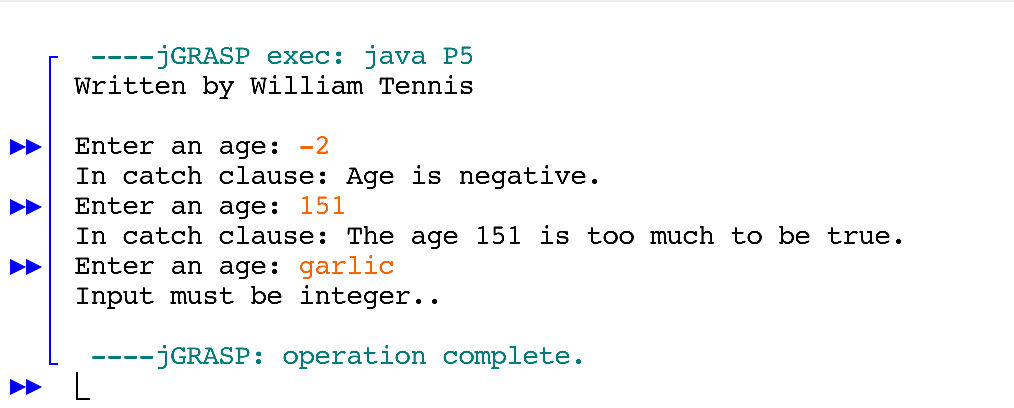 ----jGRASP exec: java P5
Written by William Tennis
Enter an age: -2
In catch clause: Age is negative.
Enter an age: 151
In catch clause: The age 151 is too much to be true.
Enter an age: garlic
Input must be integer..
----jGRASP: operation complete.